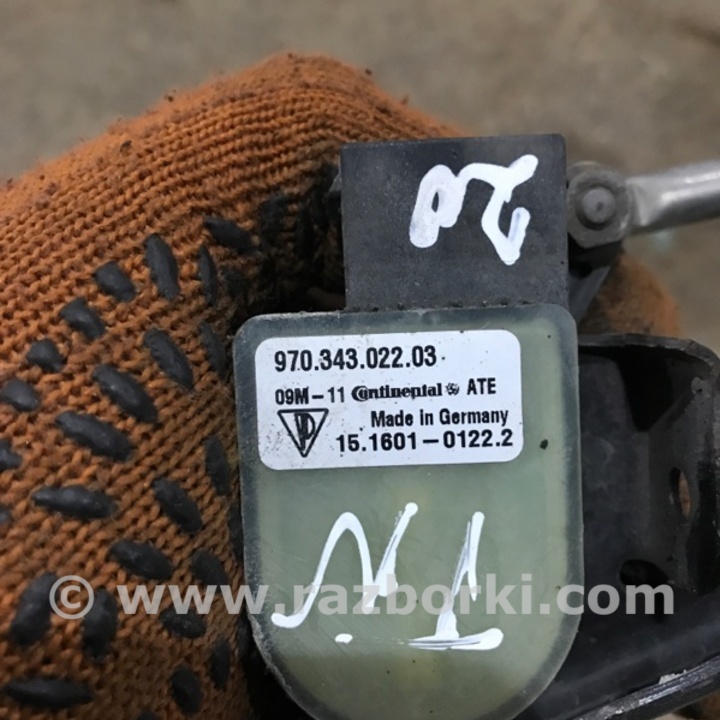 970.343.022.03
09M-11 Continental ATE
Made in Germany
15.1601-0122.2
© www.razborki.com